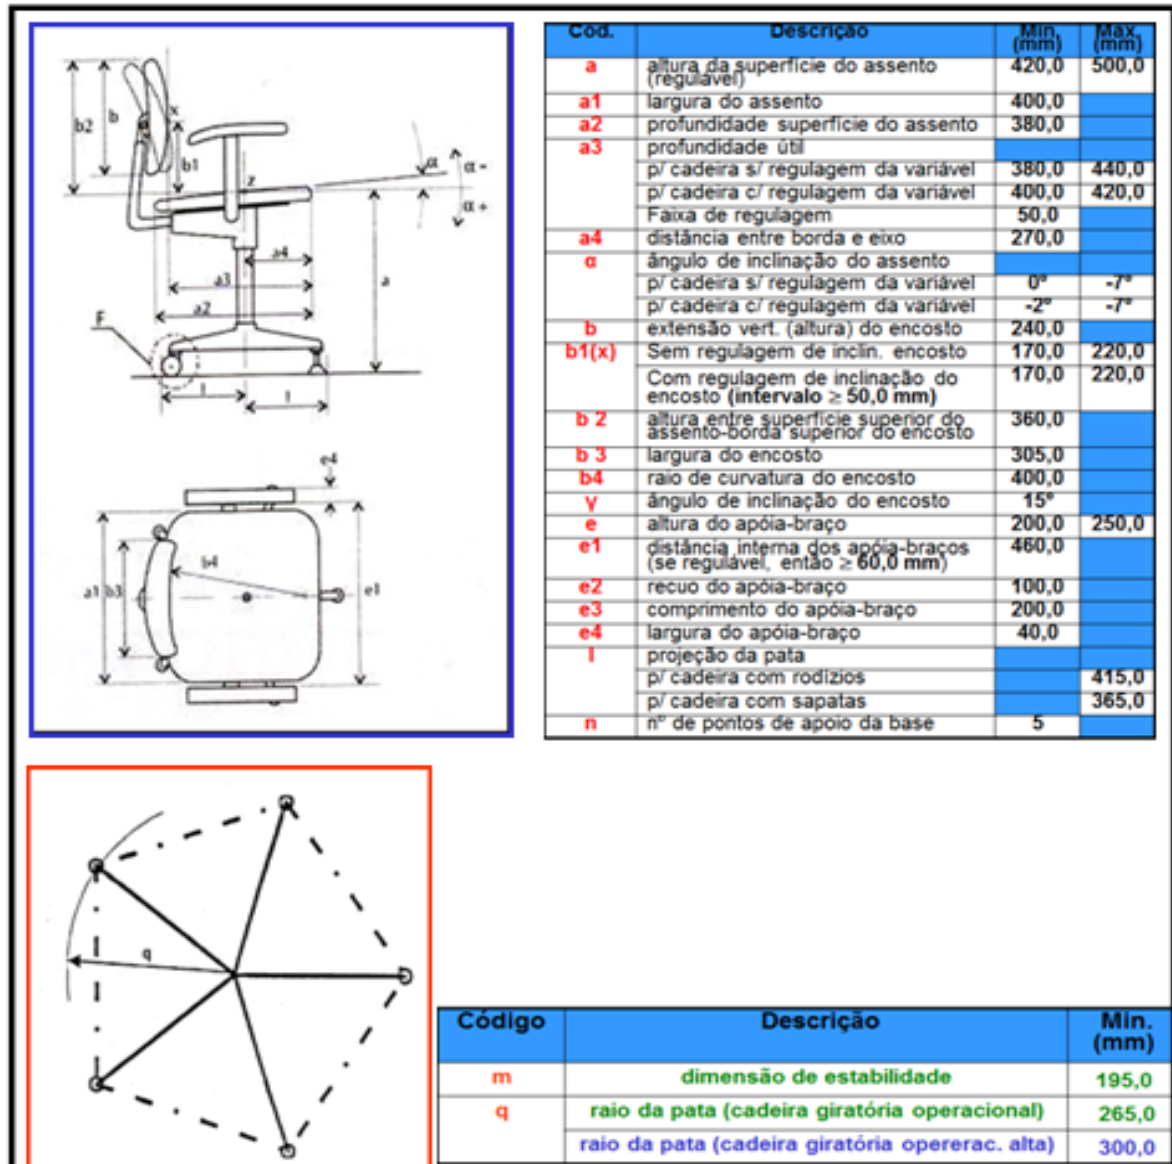 b2
b
x
b1
z
α
α -
α +
a4
a3
a2
a
F
l
l
e4
b4
a1
b3
e1
Cód.
Descrição
Min. (mm)
Max. (mm)
a
altura da superfície do assento
(regulável)
420,0
500,0
a1
largura do assento
400,0
a2
profundidade superfície do assento
380,0
a3
profundidade útil
p/ cadeira s/ regulagem da variável
380,0
440,0
p/ cadeira c/ regulagem da variável
400,0
420,0
Faixa de regulagem
50,0
a4
distância entre borda e eixo
270,0
α
ângulo de inclinação do assento
p/ cadeira s/ regulagem da variável
0º
-7º
p/ cadeira c/ regulagem da variável
-2º
-7º
b
extensão vert. (altura) do encosto
240,0
b1(x)
Sem regulagem de inclin. encosto
170,0
220,0
Com regulagem de inclinação do
encosto (intervalo ≥ 50,0 mm)
170,0
220,0
b 2
altura entre superfície superior do
assento-borda superior do encosto
360,0
b 3
largura do encosto
305,0
b4
raio de curvatura do encosto
400,0
γ
ângulo de inclinação do encosto
15º
e
altura do apóia-braço
200,0
250,0
e1
distância interna dos apóia-braços
(se regulável, então ≥ 60,0 mm)
460,0
e2
recuo do apóia-braço
100,0
e3
comprimento do apóia-braço
200,0
e4
largura do apóia-braço
40,0
l
projeção da pata
p/ cadeira com rodízios
415,0
p/ cadeira com sapatas
365,0
n
nº de pontos de apoio da base
5
q
Código
Descrição
Min.
(mm)
m
dimensão de estabilidade
195,0
q
raio da pata (cadeira giratória operacional)
265,0
raio da pata (cadeira giratória opererac. alta)
300,0